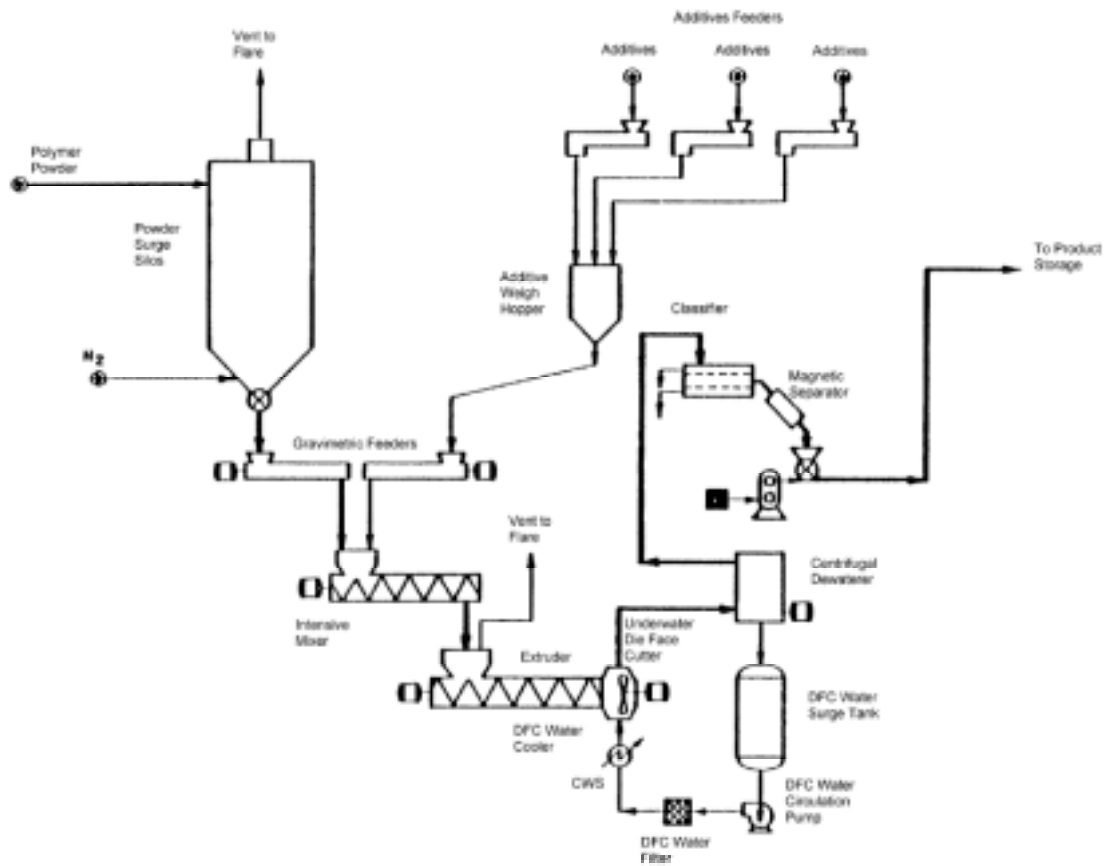 Additives Feeders
Vent to
Flare
Additives
Additives
Additives
Polymer
Powder
Powder
Surge
Silos
To Product
Storage
Additive
Weigh
Hopper
Classifier
N2
Magnetic
Separator
Gravimetric Feeders
Vent to
Flare
Centrifugal
Dewaterer
Intensive
Mixer
Underwater
Die Face
Cutter
Extruder
DFC Water
Surge Tank
DFC Water
Cooler
CWS
DFC Water
Circulation
Pump
DFC Water
Filter